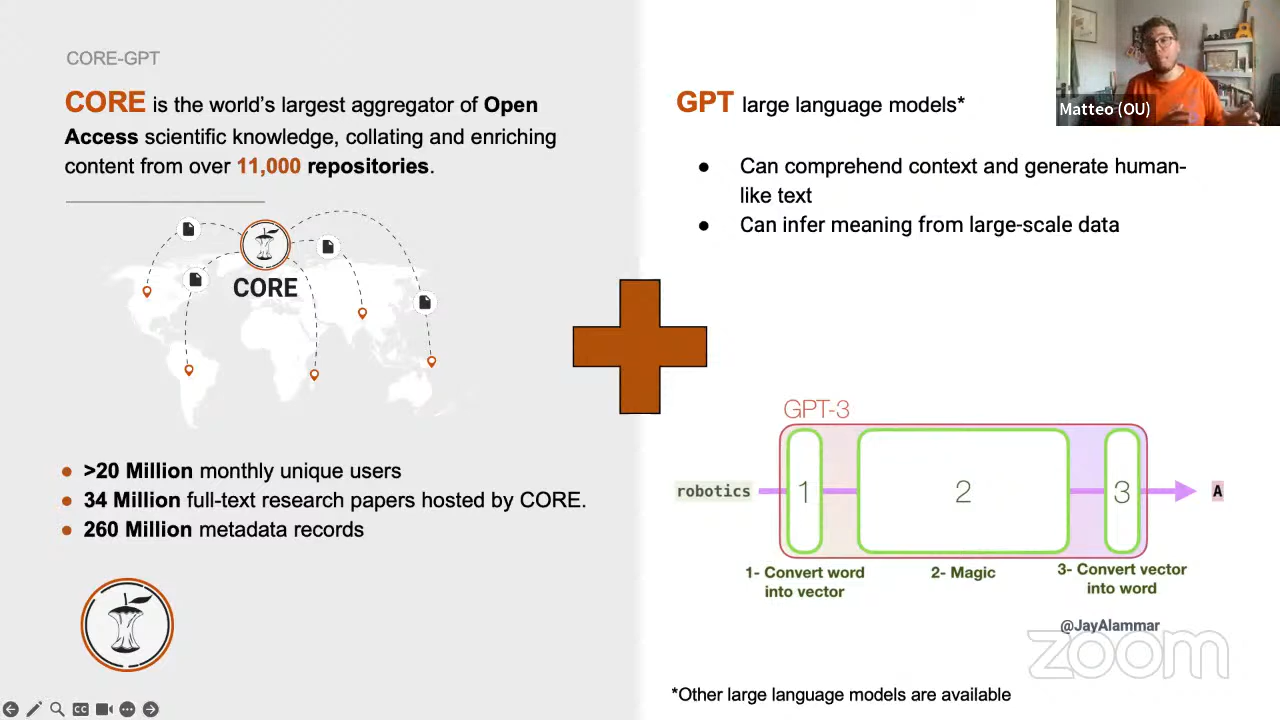 CORE-GPT
CORE is the world's largest aggregator of Open
Access scientific knowledge, collating and enriching
content from over 11,000 repositories.
CORE
>20 Million monthly unique users
34 Million full-text research papers hosted by CORE.
260 Million metadata records
GPT large language models*
Can comprehend context and generate human-
like text
Can infer meaning from large-scale data
GPT-3
robotics
1
2
3
A
1- Convert word
into vector
2- Magic
3- Convert vector
into word
@JayAlammar
*Other large language models are available
Matteo (OU)
zoom
CC